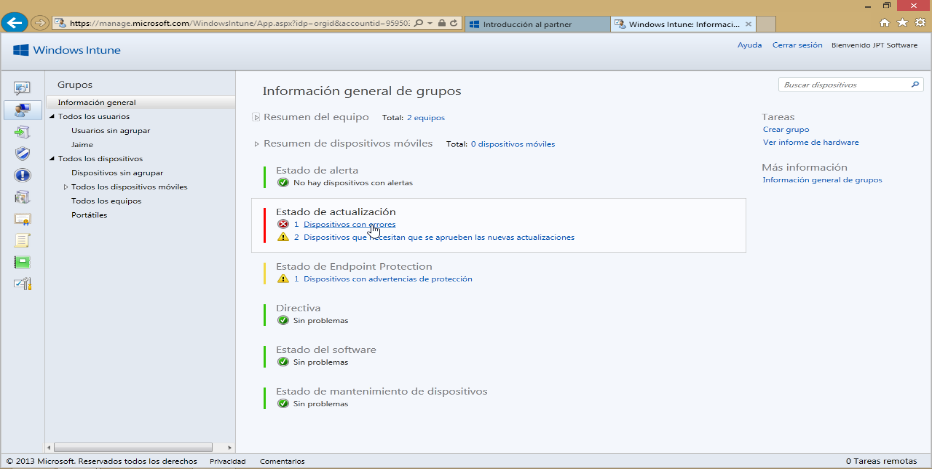 https://manage.microsoft.com/WindowsIntune/App.aspx?idp=orgid&accountid=959503
Introducción al partner
Windows Intune: Informaci...
Windows Intune
Ayuda
Cerrar sesión
Bienvenido JPT Software
Grupos
Información general
Todos los usuarios
Usuarios sin agrupar
Jaime
Todos los dispositivos
Dispositivos sin agrupar
Todos los dispositivos móviles
Todos los equipos
Portátiles
Información general de grupos
Buscar dispositivos
Resumen del equipo Total: 2 equipos
Resumen de dispositivos móviles Total: 0 dispositivos móviles
Estado de alerta
No hay dispositivos con alertas
Estado de actualización
1 Dispositivos con errores
2 Dispositivos que necesitan que se aprueben las nuevas actualizaciones
Estado de Endpoint Protection
1 Dispositivos con advertencias de protección
Directiva
Sin problemas
Estado del software
Sin problemas
Estado de mantenimiento de dispositivos
Sin problemas
Tareas
Crear grupo
Ver informe de hardware
Más información
Información general de grupos
© 2013 Microsoft. Reservados todos los derechos
Privacidad
Comentarios
0 Tareas remotas